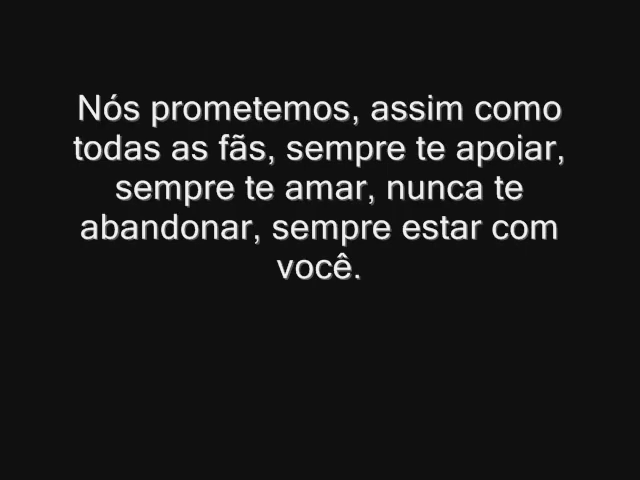 Nós prometemos, assim como
todas as fãs, sempre te apoiar,
sempre te amar, nunca te
abandonar, sempre estar com
você.